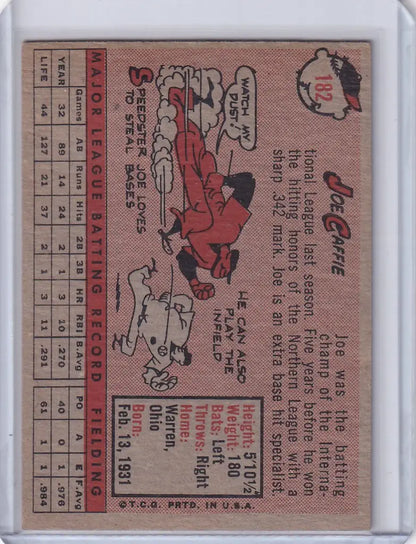 182
JOE CAFFIE
Joe was the batting
champ of the Interna-
tional League last season. Five years before he won
the hitting honors of the Northern League with a
sharp 342 mark. Joe is an extra base hit specialist.
WATCH MY
DUST!
SPEEDSTER JOE LOVES
TO STEAL BASES
HE CAN ALSO
PLAY THE
INFIELD
Height: 5'10½"
Weight: 180
Bats: Left
Throws: Right
Home:
Warren,
Ohio
Born:
Feb. 13, 1931
© T.C.G. PRTD. IN U.S.A.
MAJOR LEAGUE BATTING RECORD FIELDING
Games AB Runs Hits 2B 3B HR RBI B.Avg PO A E F.Avg
YEAR 32 89 14 24 2 1 3 10 .270 40 0 1 .976
LIFE 44 127 21 37 2 1 3 11 .291 61 1 1 .984